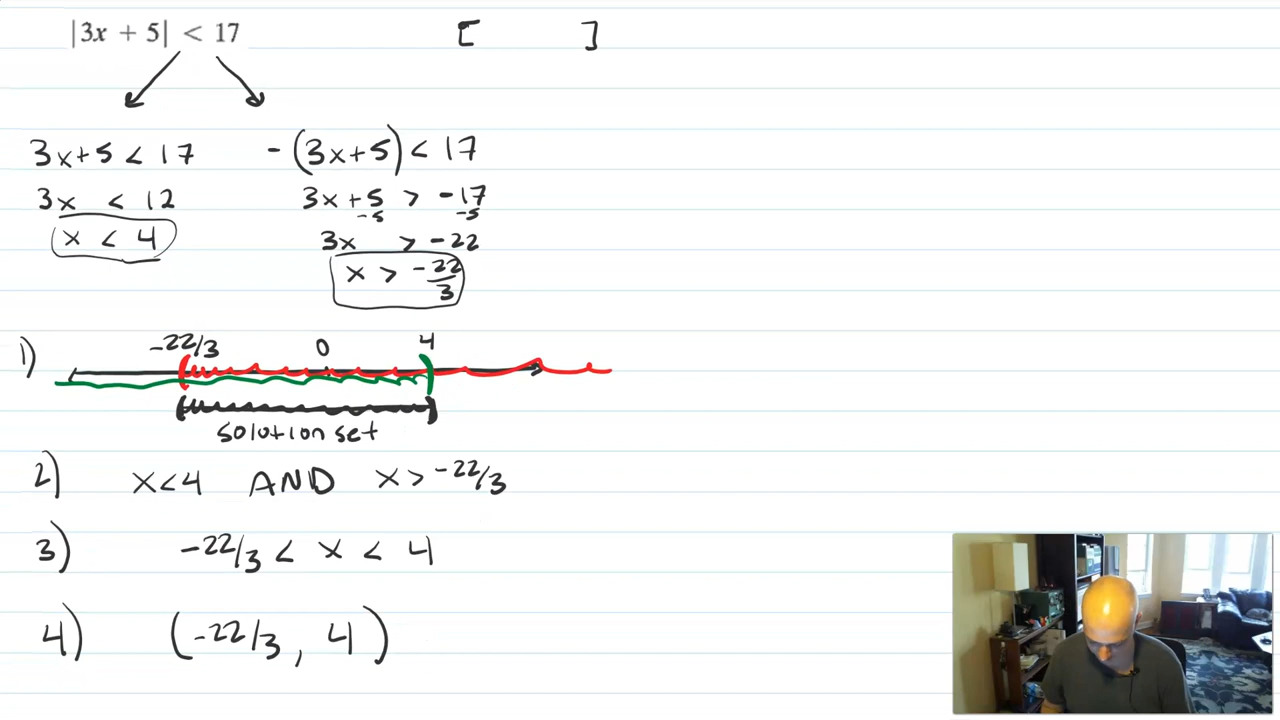 |3x + 5| < 17 [ ]
3x+5 < 17 -(3x+5) < 17
3x < 12 3x+5 > -17
-5 -5
x < 4 3x > -22
x > -22/3
1) -22/3 0 4
solution set
2) x<4 AND x > -22/3
3) -22/3 < x < 4
4) (-22/3, 4)